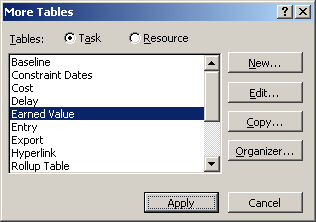 More Tables
Tables: Task Resource
Baseline
Constraint Dates
Cost
Delay
Earned Value
Entry
Export
Hyperlink
Rollup Table
New...
Edit...
Copy...
Organizer...
Apply Cancel